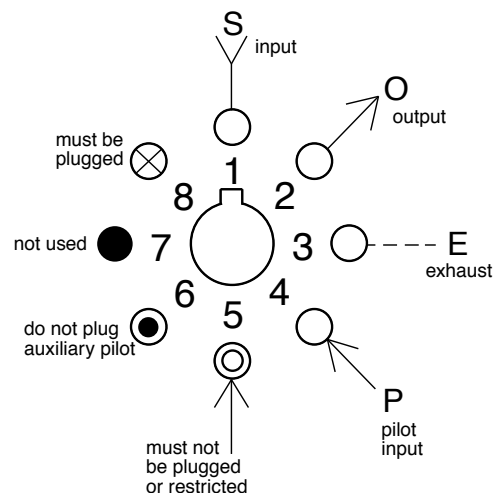 S
input
O
output
must be
plugged
1
8
2
not used
7
3
E
exhaust
6
4
do not plug
auxiliary pilot
5
P
pilot
input
must not
be plugged
or restricted